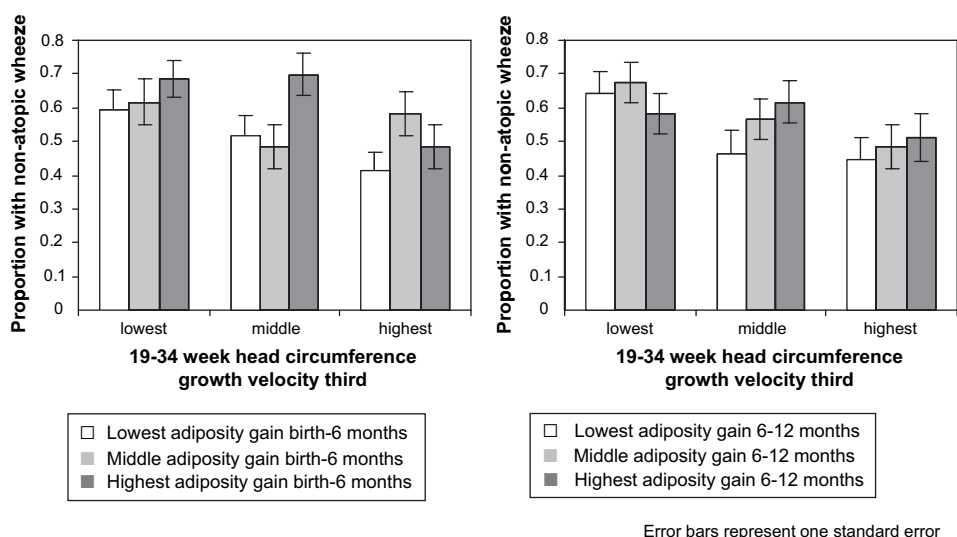 Proportion with non-atopic wheeze
0.8
0.7
0.6
0.5
0.4
0.3
0.2
0.1
0
lowest middle highest
19-34 week head circumference
growth velocity third
Lowest adiposity gain birth-6 months
Middle adiposity gain birth-6 months
Highest adiposity gain birth-6 months
Proportion with non-atopic wheeze
0.8
0.7
0.6
0.5
0.4
0.3
0.2
0.1
0
lowest middle highest
19-34 week head circumference
growth velocity third
Lowest adiposity gain 6-12 months
Middle adiposity gain 6-12 months
Highest adiposity gain 6-12 months
Error bars represent one standard error